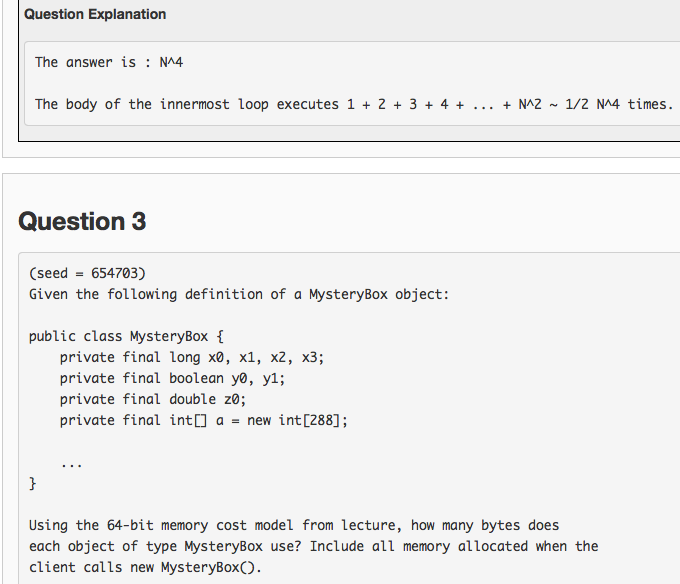 Question Explanation
The answer is : N^4
The body of the innermost loop executes 1 + 2 + 3 + 4 + ... + N^2 ~ 1/2 N^4 times.
Question 3
(seed = 654703)
Given the following definition of a MysteryBox object:
public class MysteryBox {
    private final long x0, x1, x2, x3;
    private final boolean y0, y1;
    private final double z0;
    private final int[] a = new int[288];
    ...
}
Using the 64-bit memory cost model from lecture, how many bytes does
each object of type MysteryBox use? Include all memory allocated when the
client calls new MysteryBox().